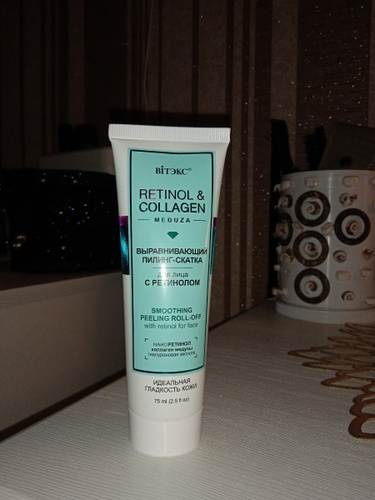 ВІТЭКС®
RETINOL &
COLLAGEN
MEDUZA
ВЫРАВНИВАЮЩИЙ
ПИЛИНГ-СКАТКА
для лица
С РЕТИНОЛОМ
SMOOTHING
PEELING ROLL-OFF
with retinol for face
НАНОРЕТИНОЛ
коллаген медузы
гиалуроновая кислота
ИДЕАЛЬНАЯ
ГЛАДКОСТЬ КОЖИ
75 ml (2.5 fl oz)